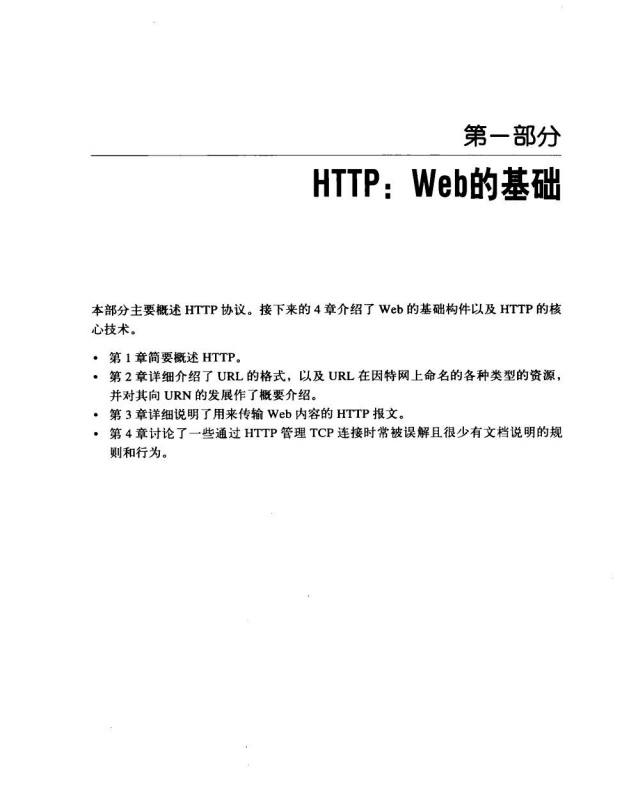 第一部分
HTTP：Web的基础
本部分主要概述 HTTP 协议。接下来的 4 章介绍了 Web 的基础构件以及 HTTP 的核
心技术。
• 第 1 章简要概述 HTTP。
• 第 2 章详细介绍了 URL 的格式，以及 URL 在因特网上命名的各种类型的资源，
并对其向 URN 的发展作了概要介绍。
• 第 3 章详细说明了用来传输 Web 内容的 HTTP 报文。
• 第 4 章讨论了一些通过 HTTP 管理 TCP 连接时常被误解且很少有文档说明的规
则和行为。